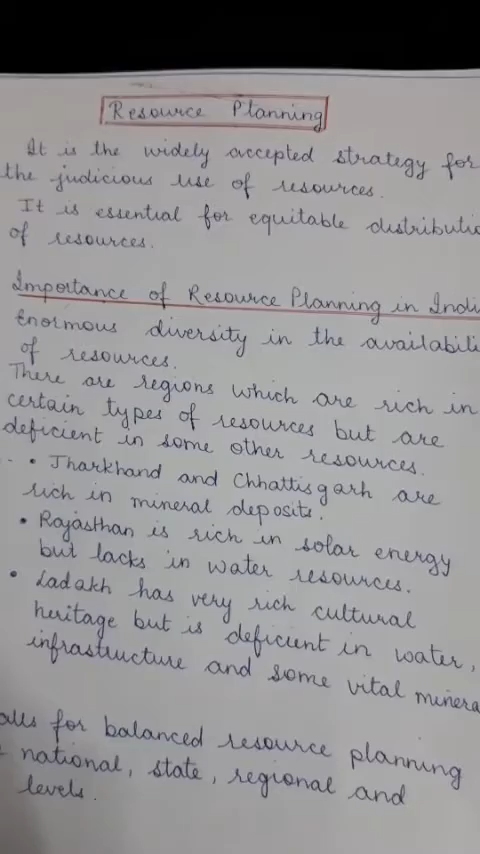 Resource Planning
It is the widely accepted strategy for
the judicious use of resources.
It is essential for equitable distributio
of resources.
Importance of Resource Planning in Indi
Enormous diversity in the availabili
of resources.
There are regions which are rich in
certain types of resources but are
deficient in some other resources.
• Jharkhand and Chhattisgarh are
rich in mineral deposits.
• Rajasthan is rich in solar energy
but lacks in water resources.
• Ladakh has very rich cultural
heritage but is deficient in water,
infrastructure and some vital minera
alls for balanced resource planning
national, state, regional and
levels.